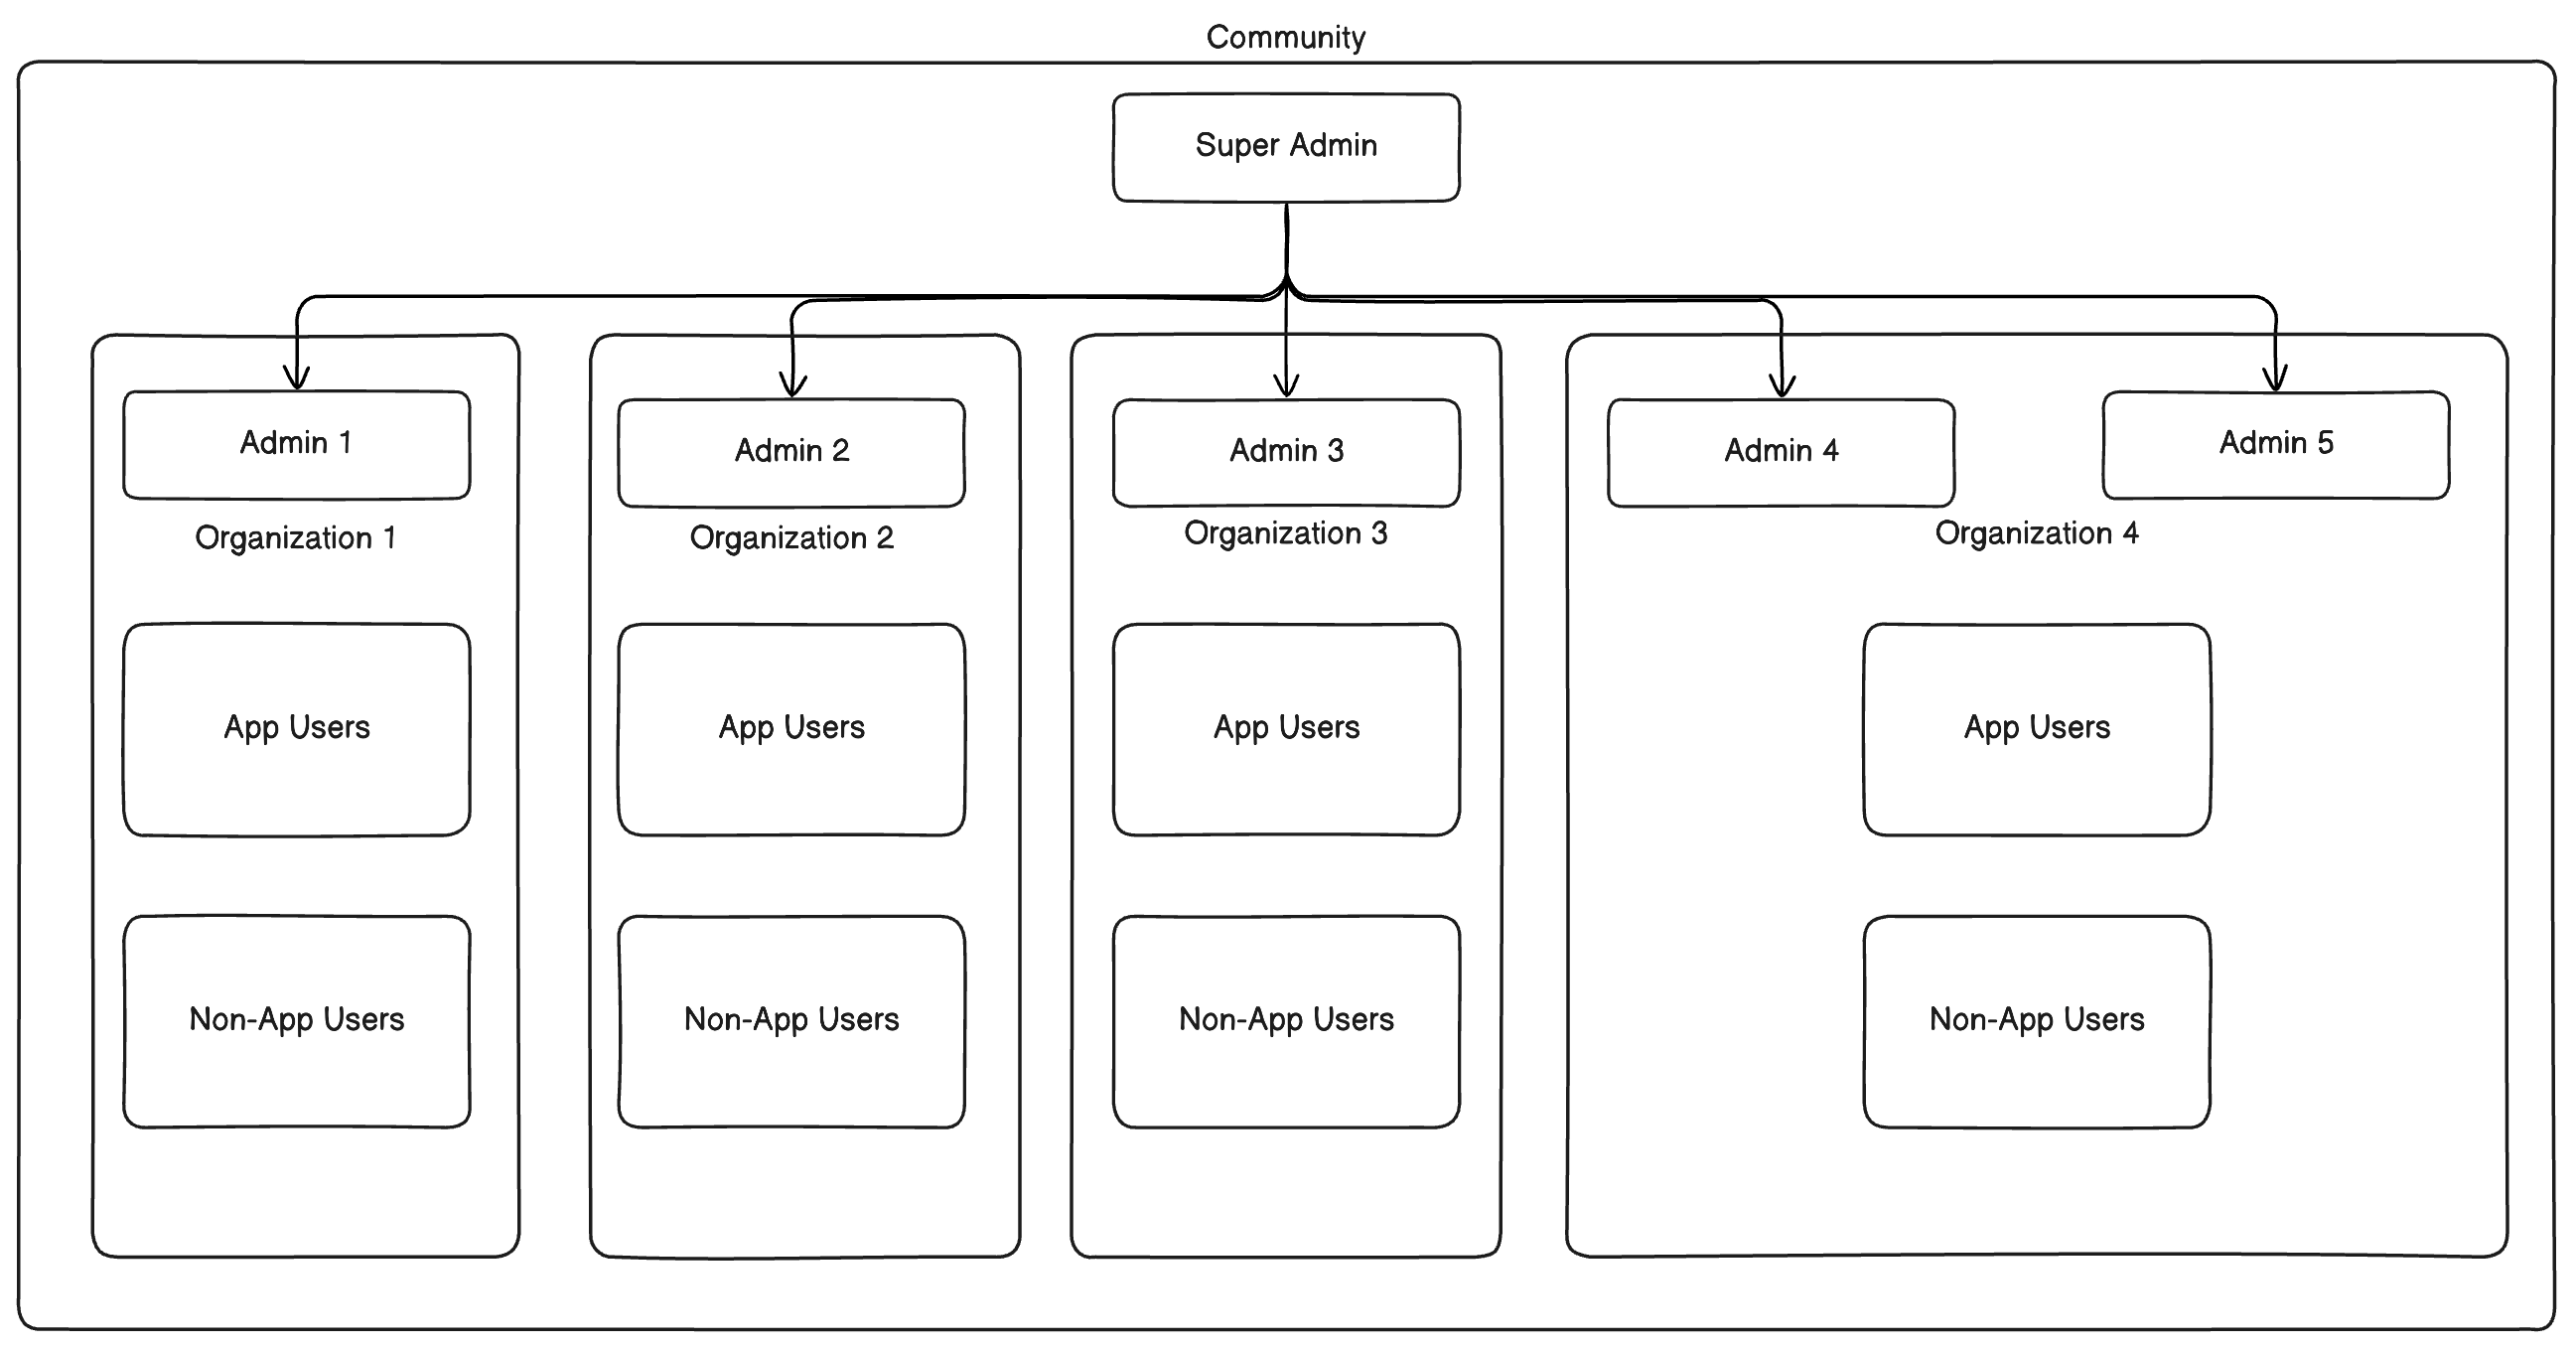 Community
Super Admin
Admin 1
Admin 2
Admin 3
Admin 4
Admin 5
Organization 1
Organization 2
Organization 3
Organization 4
App Users
App Users
App Users
App Users
Non-App Users
Non-App Users
Non-App Users
Non-App Users